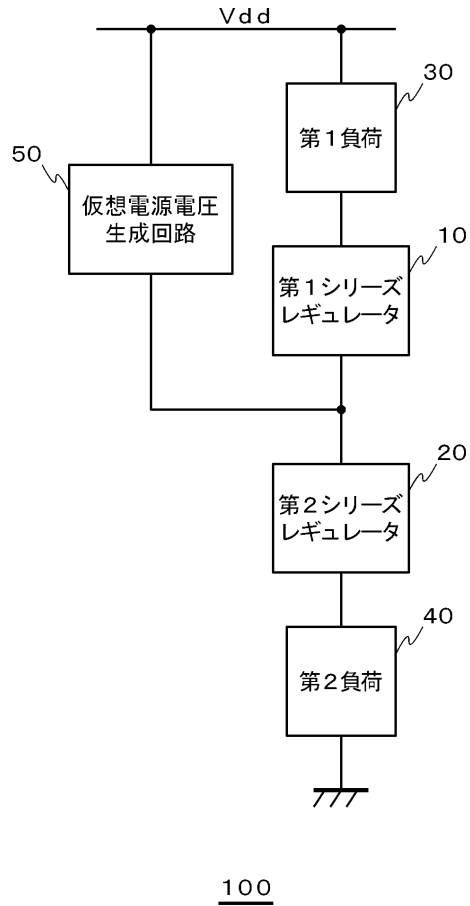 Vdd
30
第1負荷
50
仮想電源電圧
生成回路
10
第1シリーズ
レギュレータ
20
第2シリーズ
レギュレータ
40
第2負荷
100